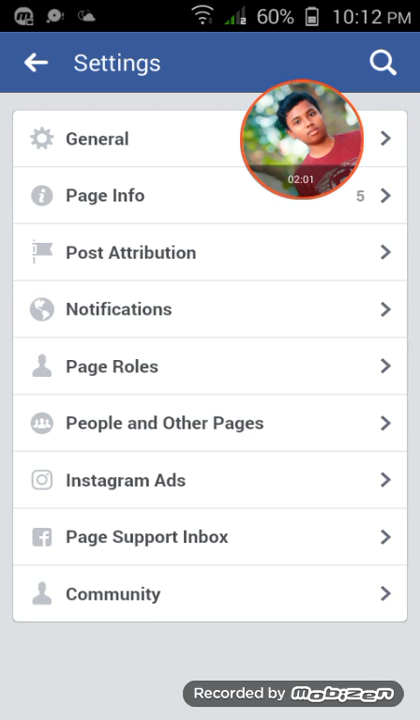 60% 10:12 PM
Settings
General
02:01
Page Info 5
Post Attribution
Notifications
Page Roles
People and Other Pages
Instagram Ads
Page Support Inbox
Community
Recorded by mobizen